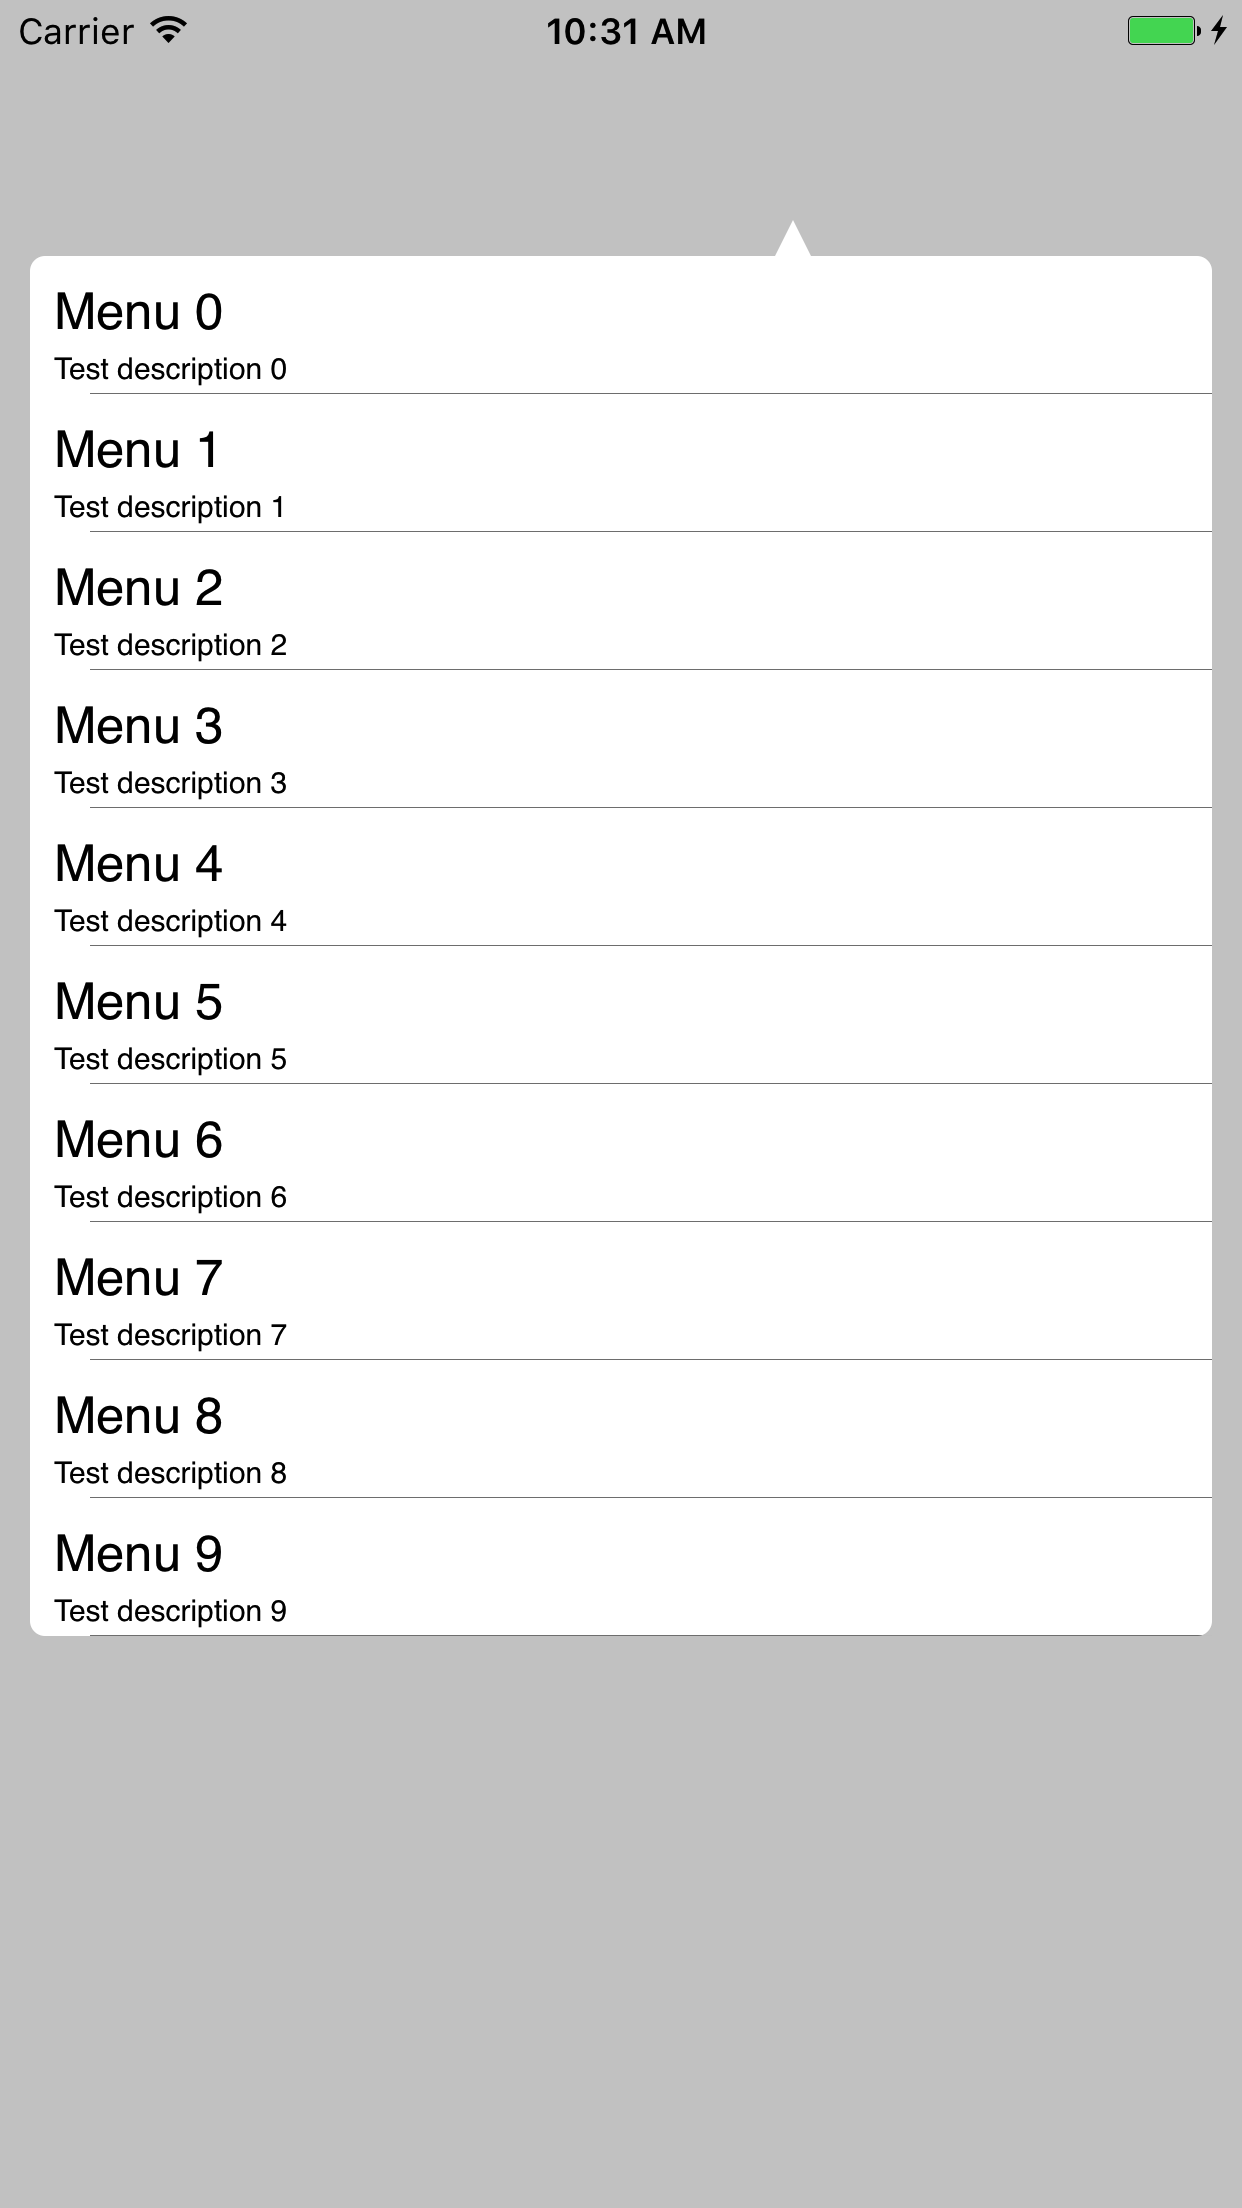 Carrier 10:31 AM
Menu 0
Test description 0
Menu 1
Test description 1
Menu 2
Test description 2
Menu 3
Test description 3
Menu 4
Test description 4
Menu 5
Test description 5
Menu 6
Test description 6
Menu 7
Test description 7
Menu 8
Test description 8
Menu 9
Test description 9